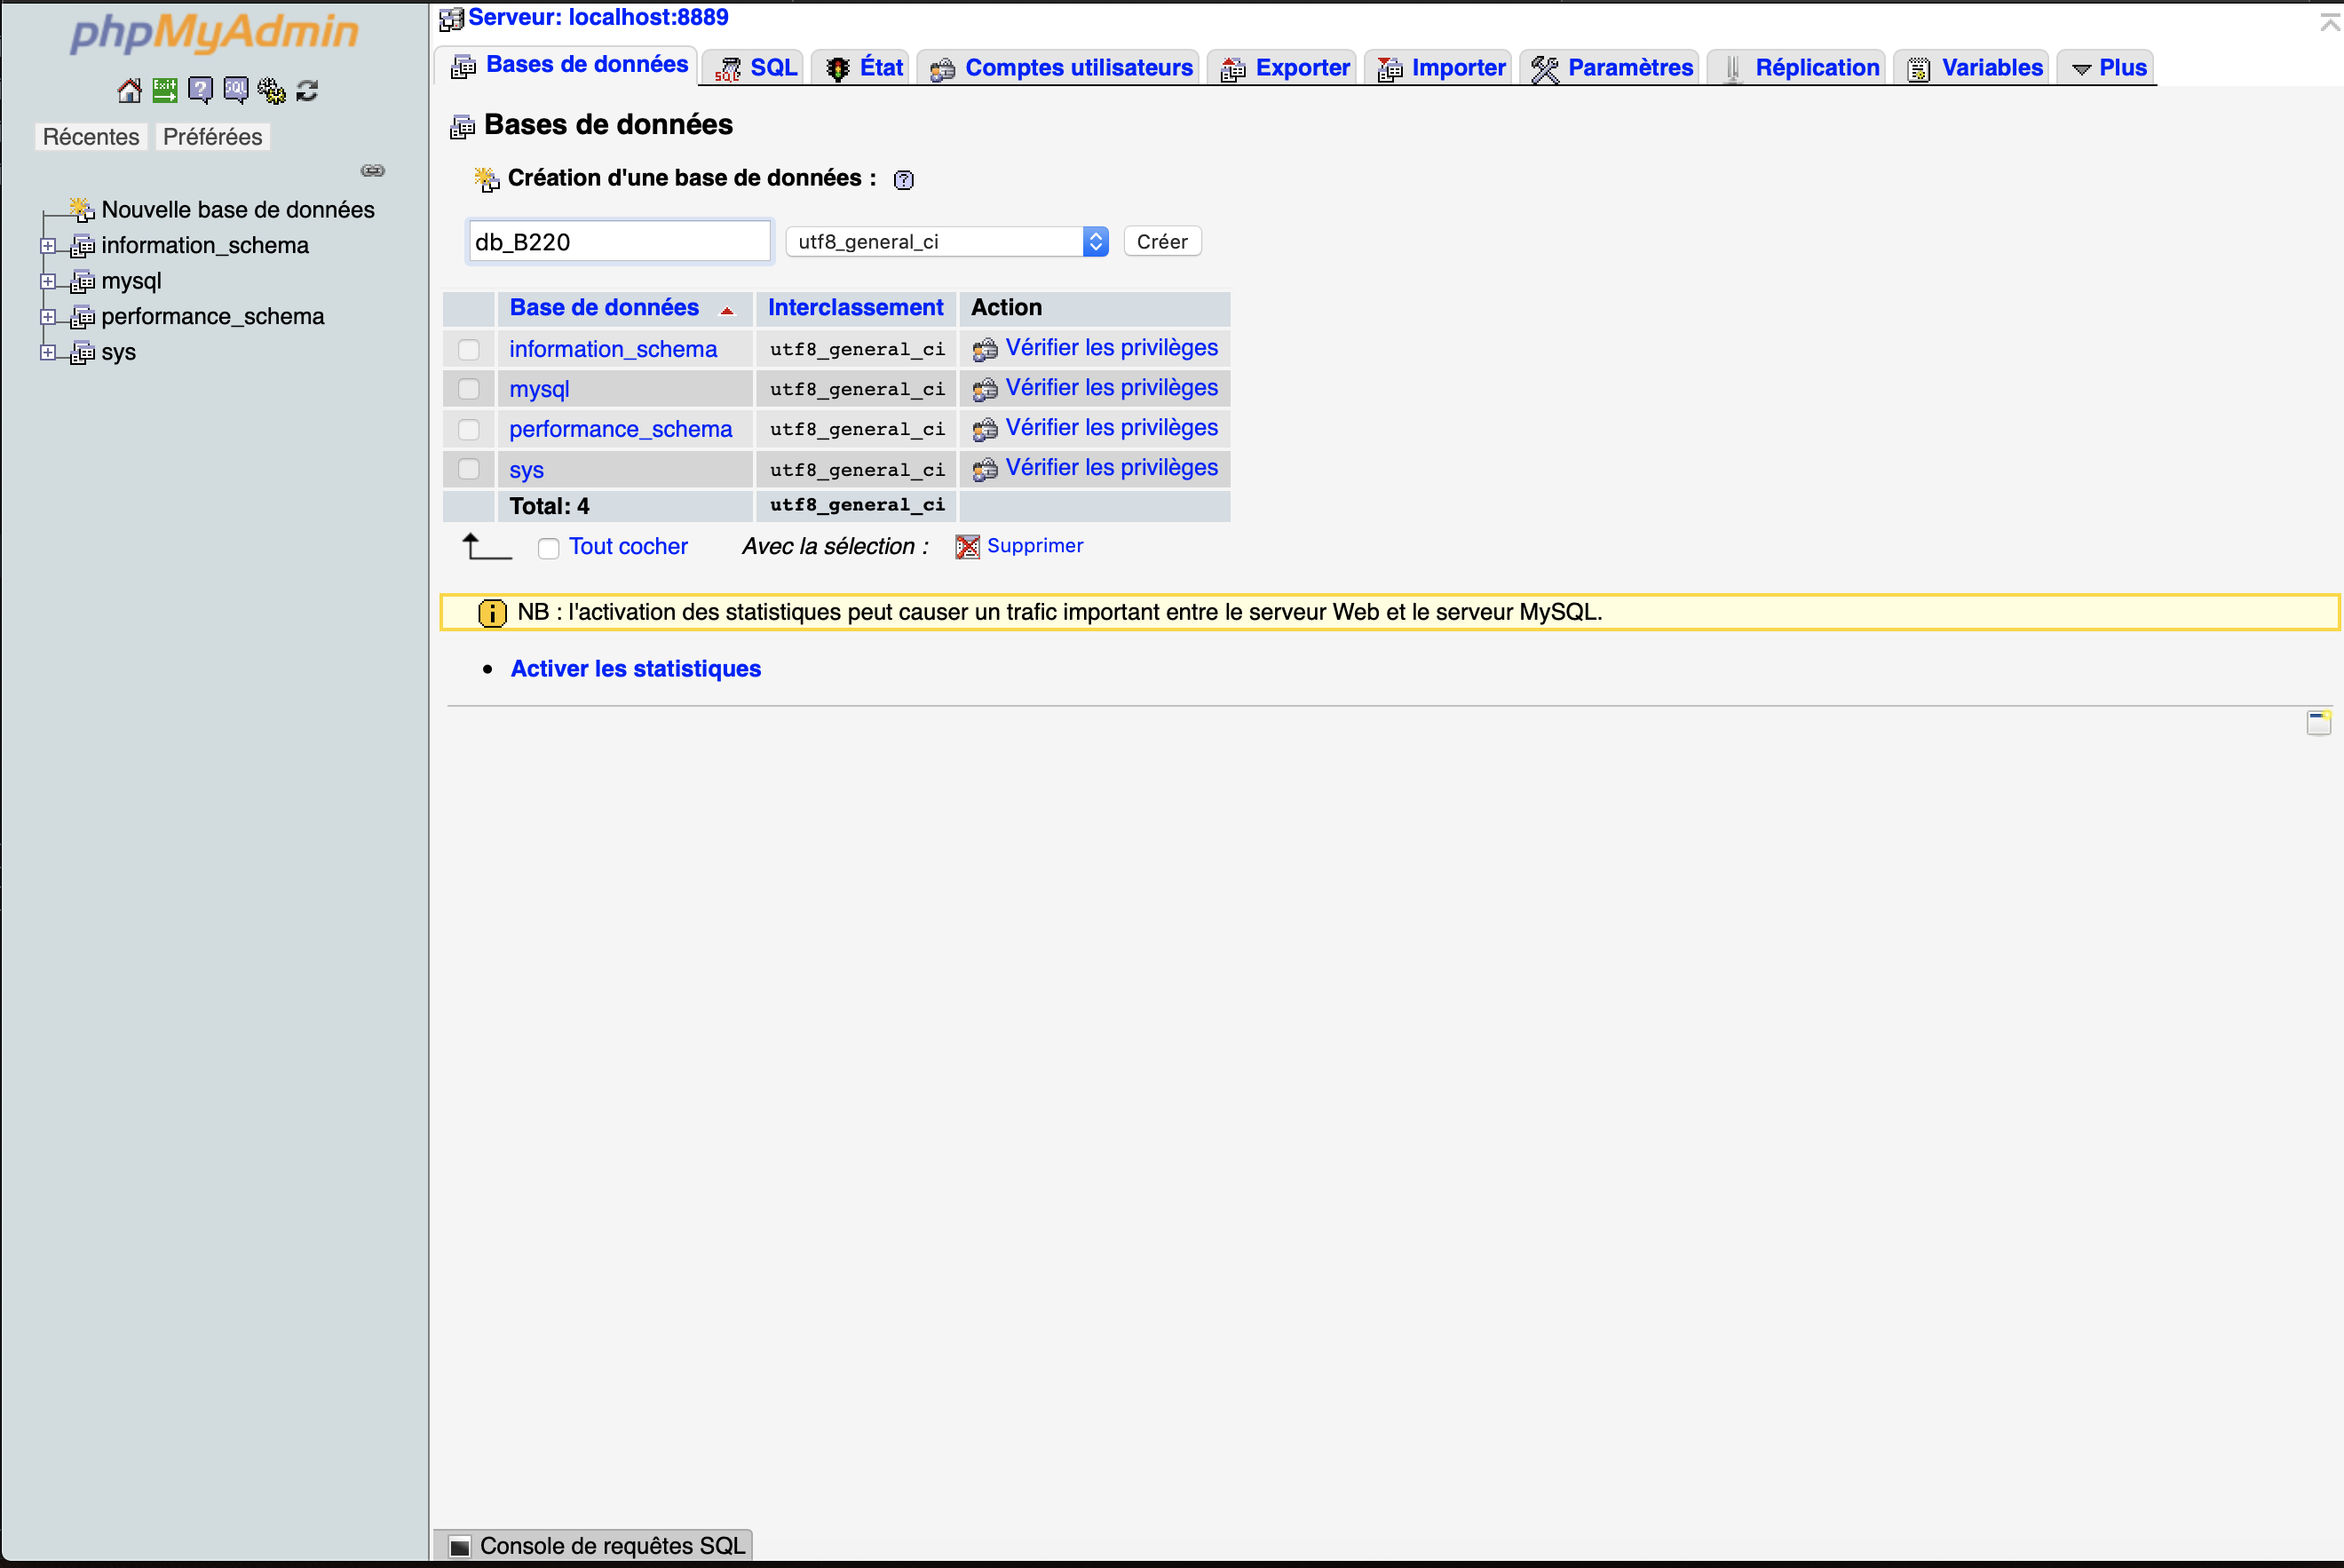 phpMyAdmin
Récentes Préférées
Nouvelle base de données
information_schema
mysql
performance_schema
sys
Serveur: localhost:8889
Bases de données SQL État Comptes utilisateurs Exporter Importer Paramètres Réplication Variables Plus
Bases de données
Création d'une base de données :
db_B220 utf8_general_ci Créer
Base de données Interclassement Action
information_schema utf8_general_ci Vérifier les privilèges
mysql utf8_general_ci Vérifier les privilèges
performance_schema utf8_general_ci Vérifier les privilèges
sys utf8_general_ci Vérifier les privilèges
Total: 4 utf8_general_ci
Tout cocher Avec la sélection : Supprimer
NB : l'activation des statistiques peut causer un trafic important entre le serveur Web et le serveur MySQL.
• Activer les statistiques
Console de requêtes SQL